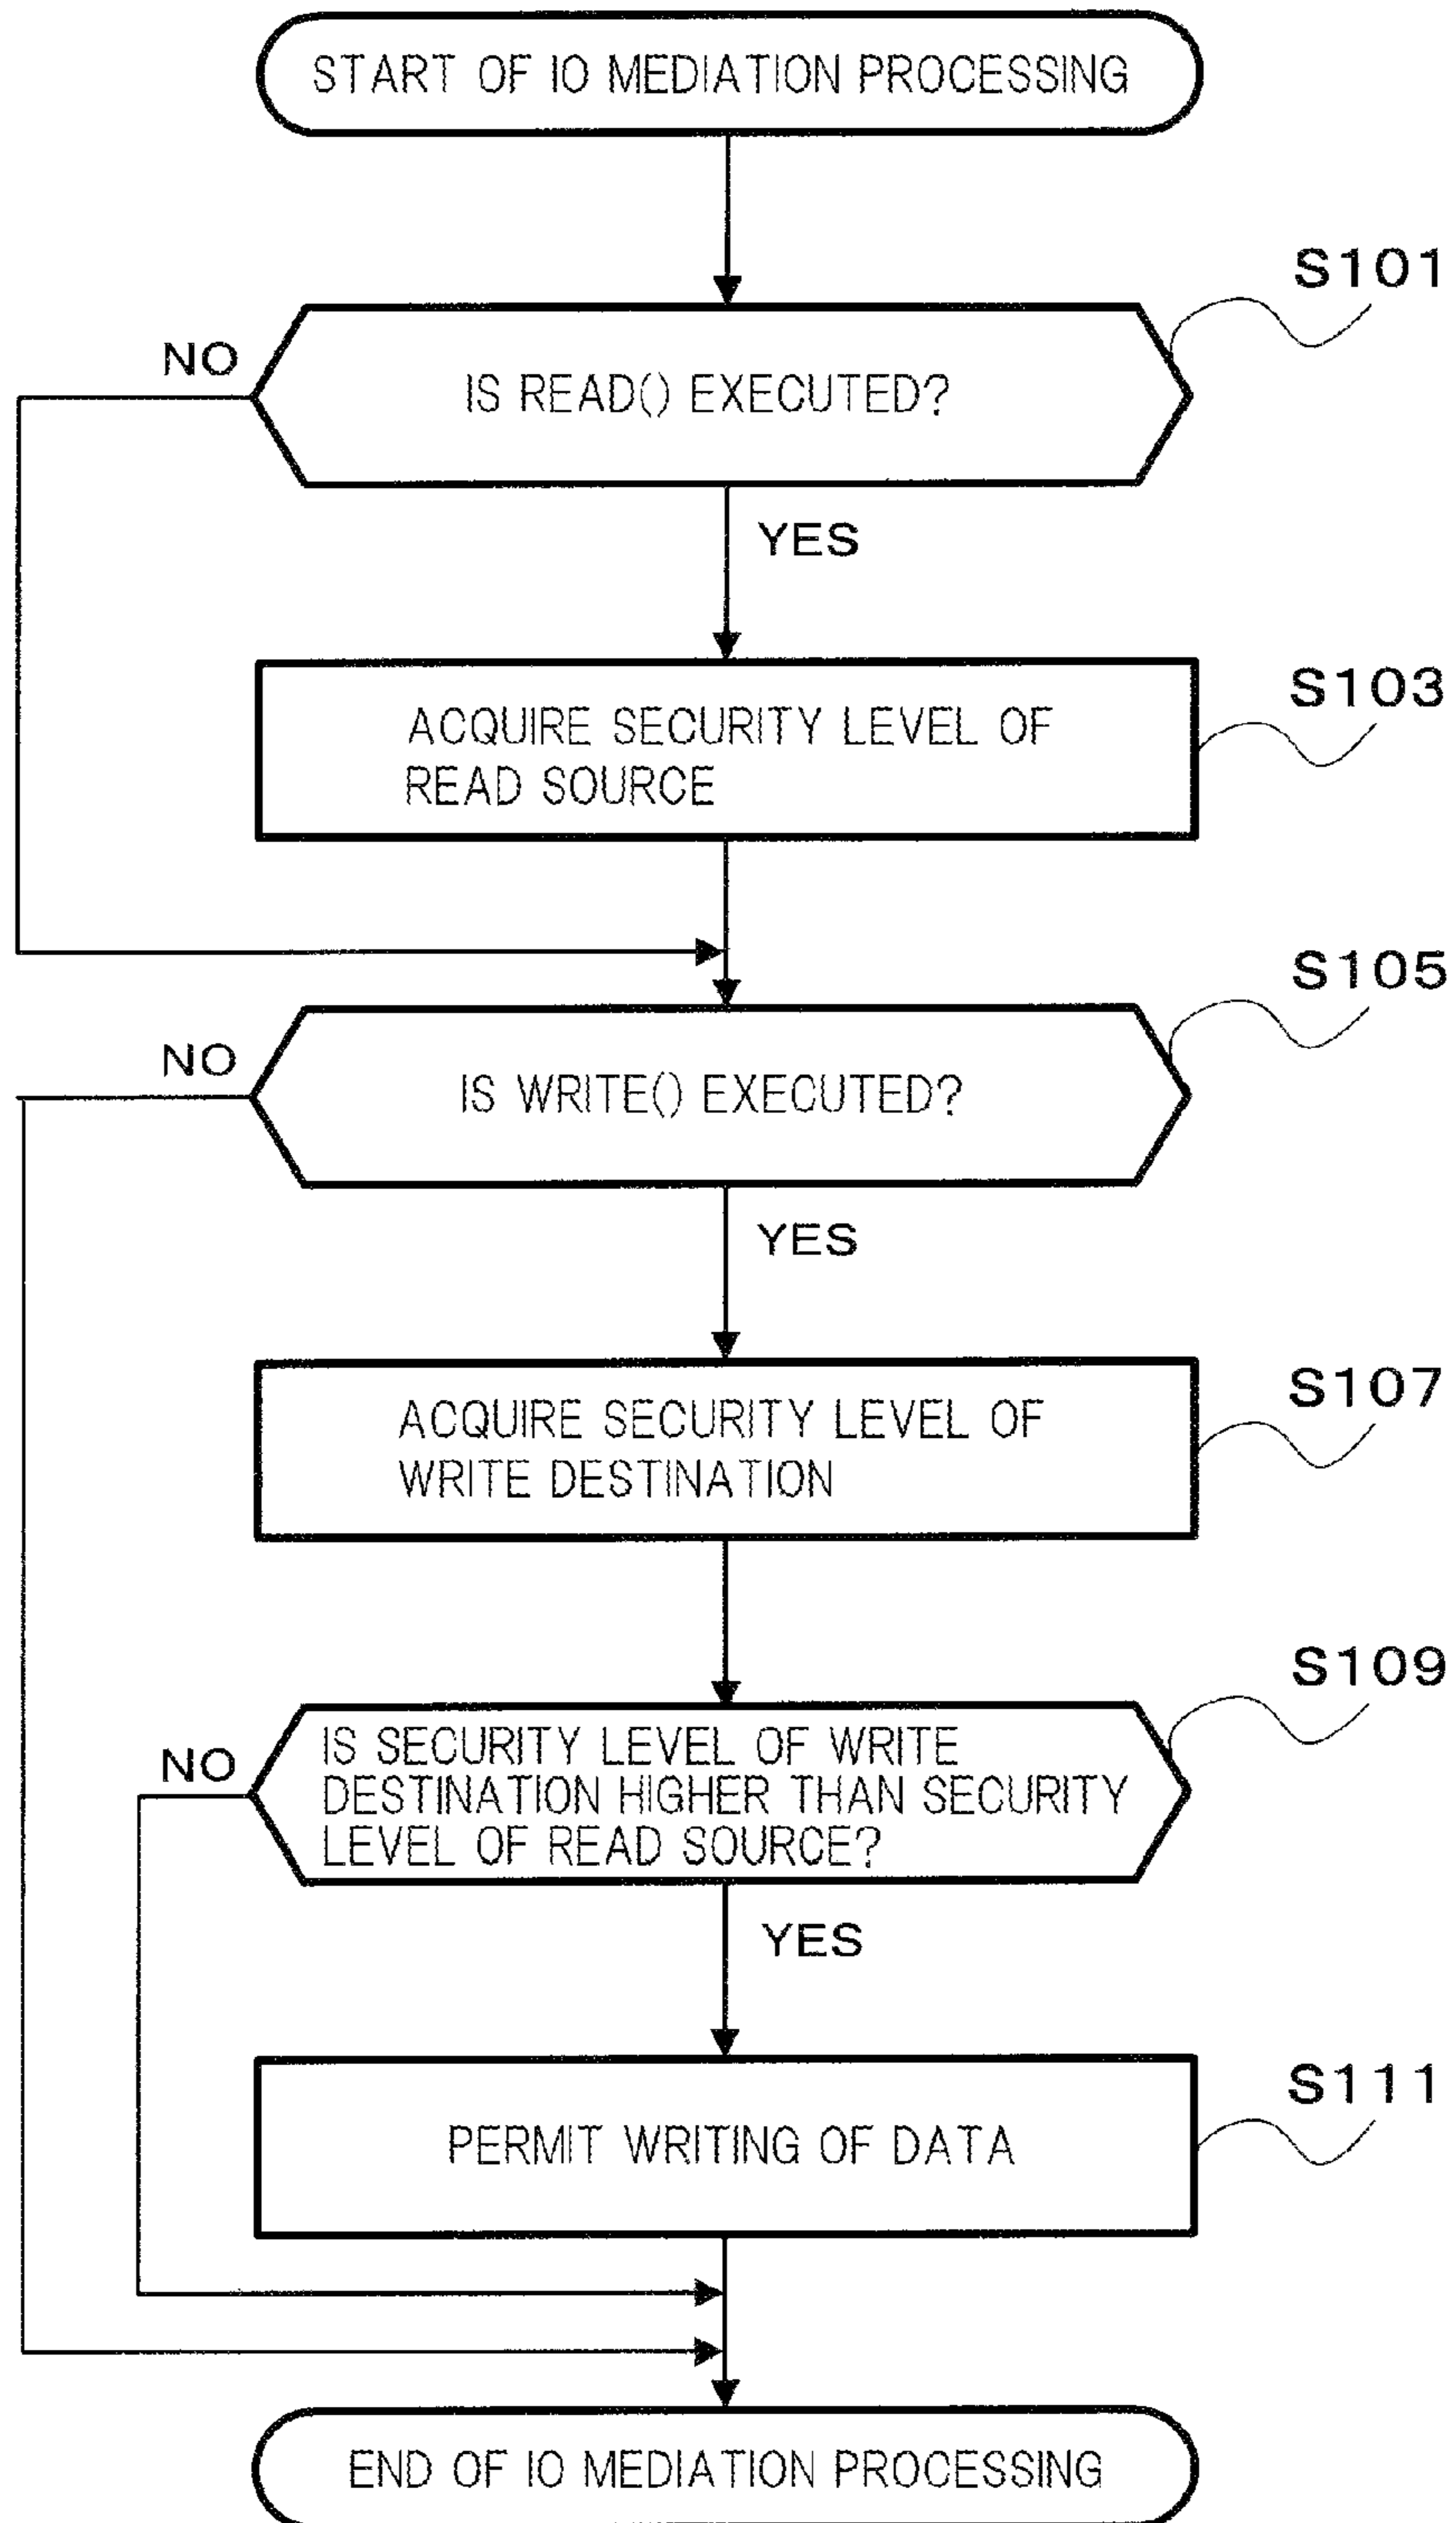 START OF IO MEDIATION PROCESSING
S101
NO
IS READ() EXECUTED?
YES
S103
ACQUIRE SECURITY LEVEL OF
READ SOURCE
S105
NO
IS WRITE() EXECUTED?
YES
S107
ACQUIRE SECURITY LEVEL OF
WRITE DESTINATION
S109
NO
IS SECURITY LEVEL OF WRITE
DESTINATION HIGHER THAN SECURITY
LEVEL OF READ SOURCE?
YES
S111
PERMIT WRITING OF DATA
END OF IO MEDIATION PROCESSING